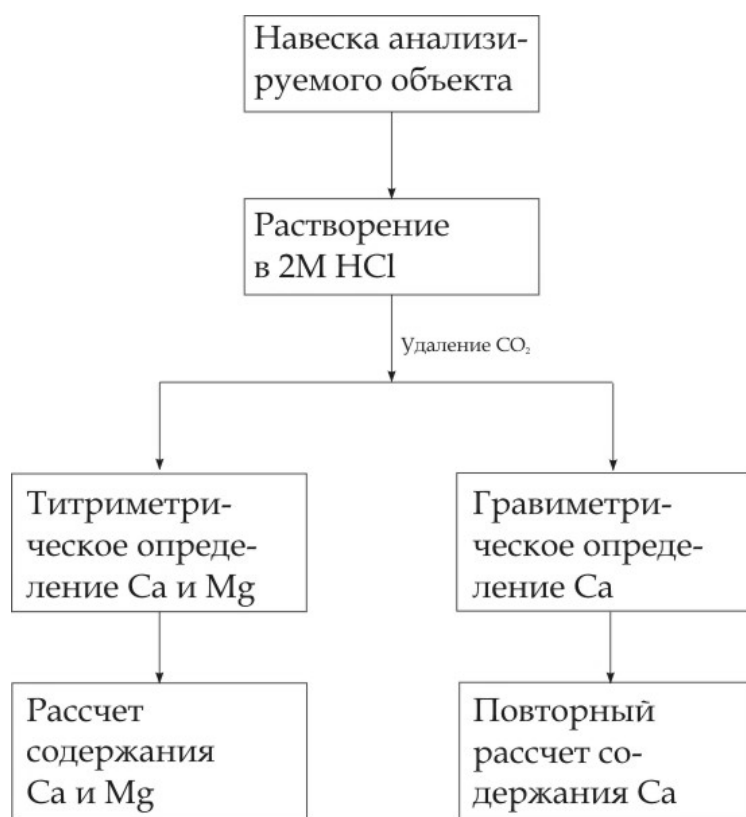 Навеска анализи-
руемого объекта
Растворение
в 2М HCl
Удаление CO₂
Титриметри-
ческое опреде-
ление Ca и Mg
Гравиметри-
ческое опреде-
ление Ca
Рассчет
содержания
Ca и Mg
Повторный
рассчет со-
держания Ca